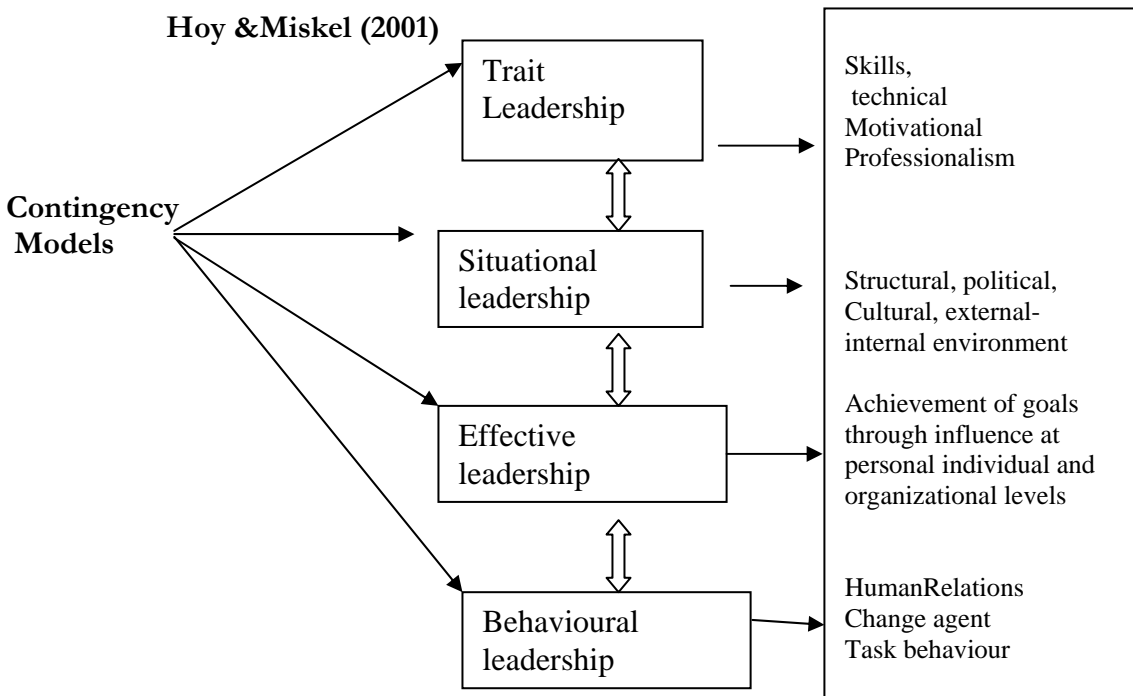 Hoy &Miskel (2001)
Contingency
Models
Trait
Leadership
Skills,
technical
Motivational
Professionalism
Situational
leadership
Structural, political,
Cultural, external-
internal environment
Effective
leadership
Achievement of goals
through influence at
personal individual and
organizational levels
Behavioural
leadership
HumanRelations
Change agent
Task behaviour